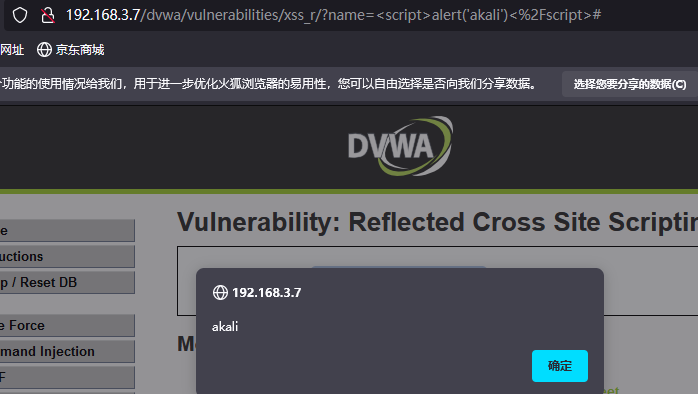 192.168.3.7/dvwa/vulnerabilities/xss_r/?name=<script>alert('akali')<%2Fscript>#
网址 京东商城
功能的使用情况给我们，用于进一步优化火狐浏览器的易用性，您可以自由选择是否向我们分享数据。 选择您要分享的数据(C)
DVWA
Vulnerability: Reflected Cross Site Scriptin
e
uctions
p / Reset DB
192.168.3.7
akali
e Force
mand Injection
F
确定